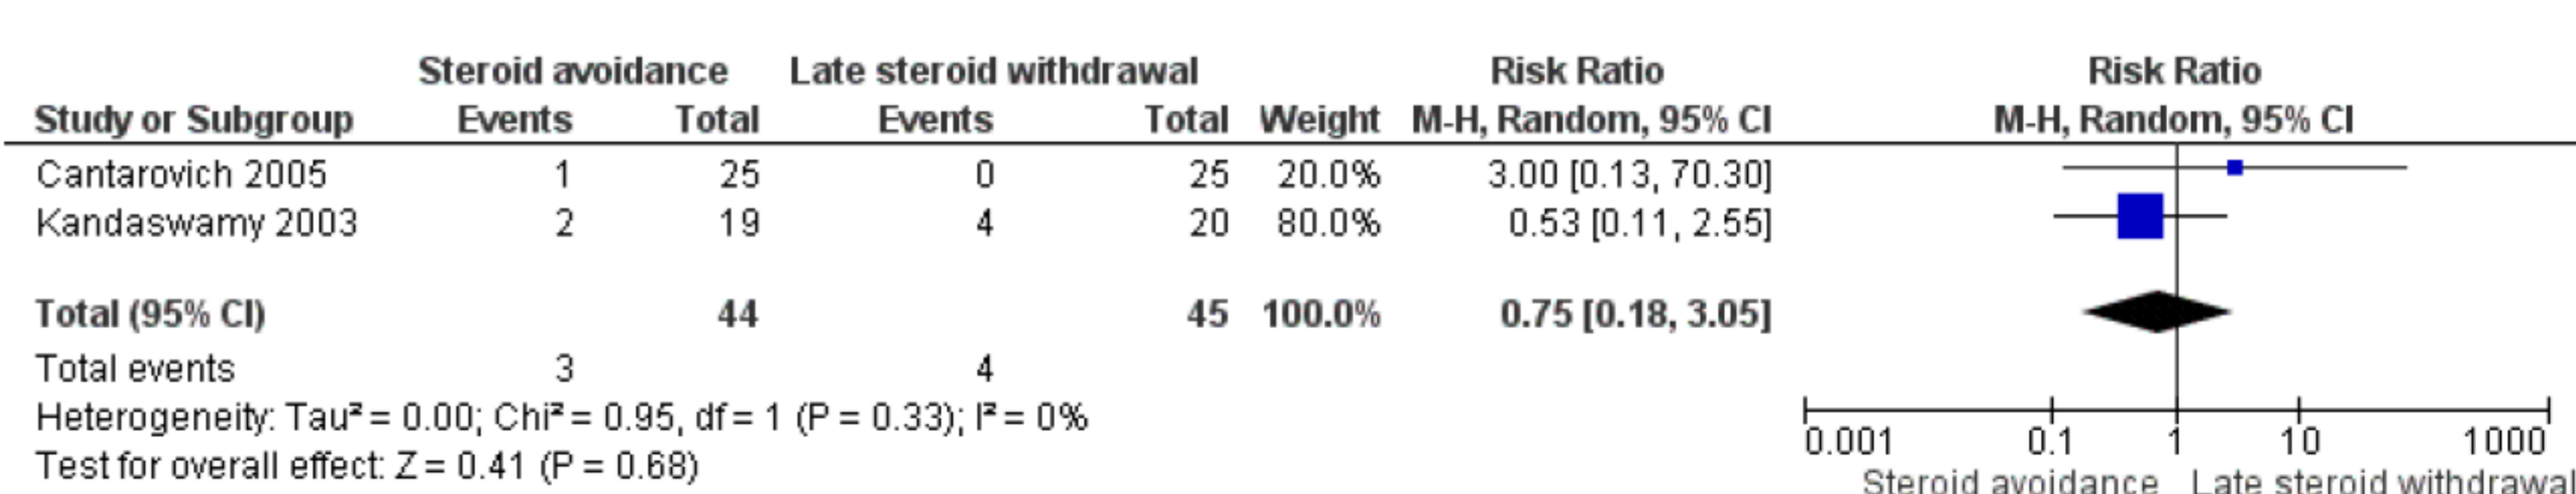 Steroid avoidance Late steroid withdrawal Risk Ratio Risk Ratio
Study or Subgroup Events Total Events Total Weight M-H, Random, 95% CI M-H, Random, 95% CI
Cantarovich 2005 1 25 0 25 20.0% 3.00 [0.13, 70.30]
Kandaswamy 2003 2 19 4 20 80.0% 0.53 [0.11, 2.55]
Total (95% CI) 44 45 100.0% 0.75 [0.18, 3.05]
Total events 3 4
Heterogeneity: Tau² = 0.00; Chi² = 0.95, df = 1 (P = 0.33); I² = 0%
Test for overall effect: Z = 0.41 (P = 0.68)
0.001 0.1 1 10 1000
Steroid avoidance Late steroid withdrawal